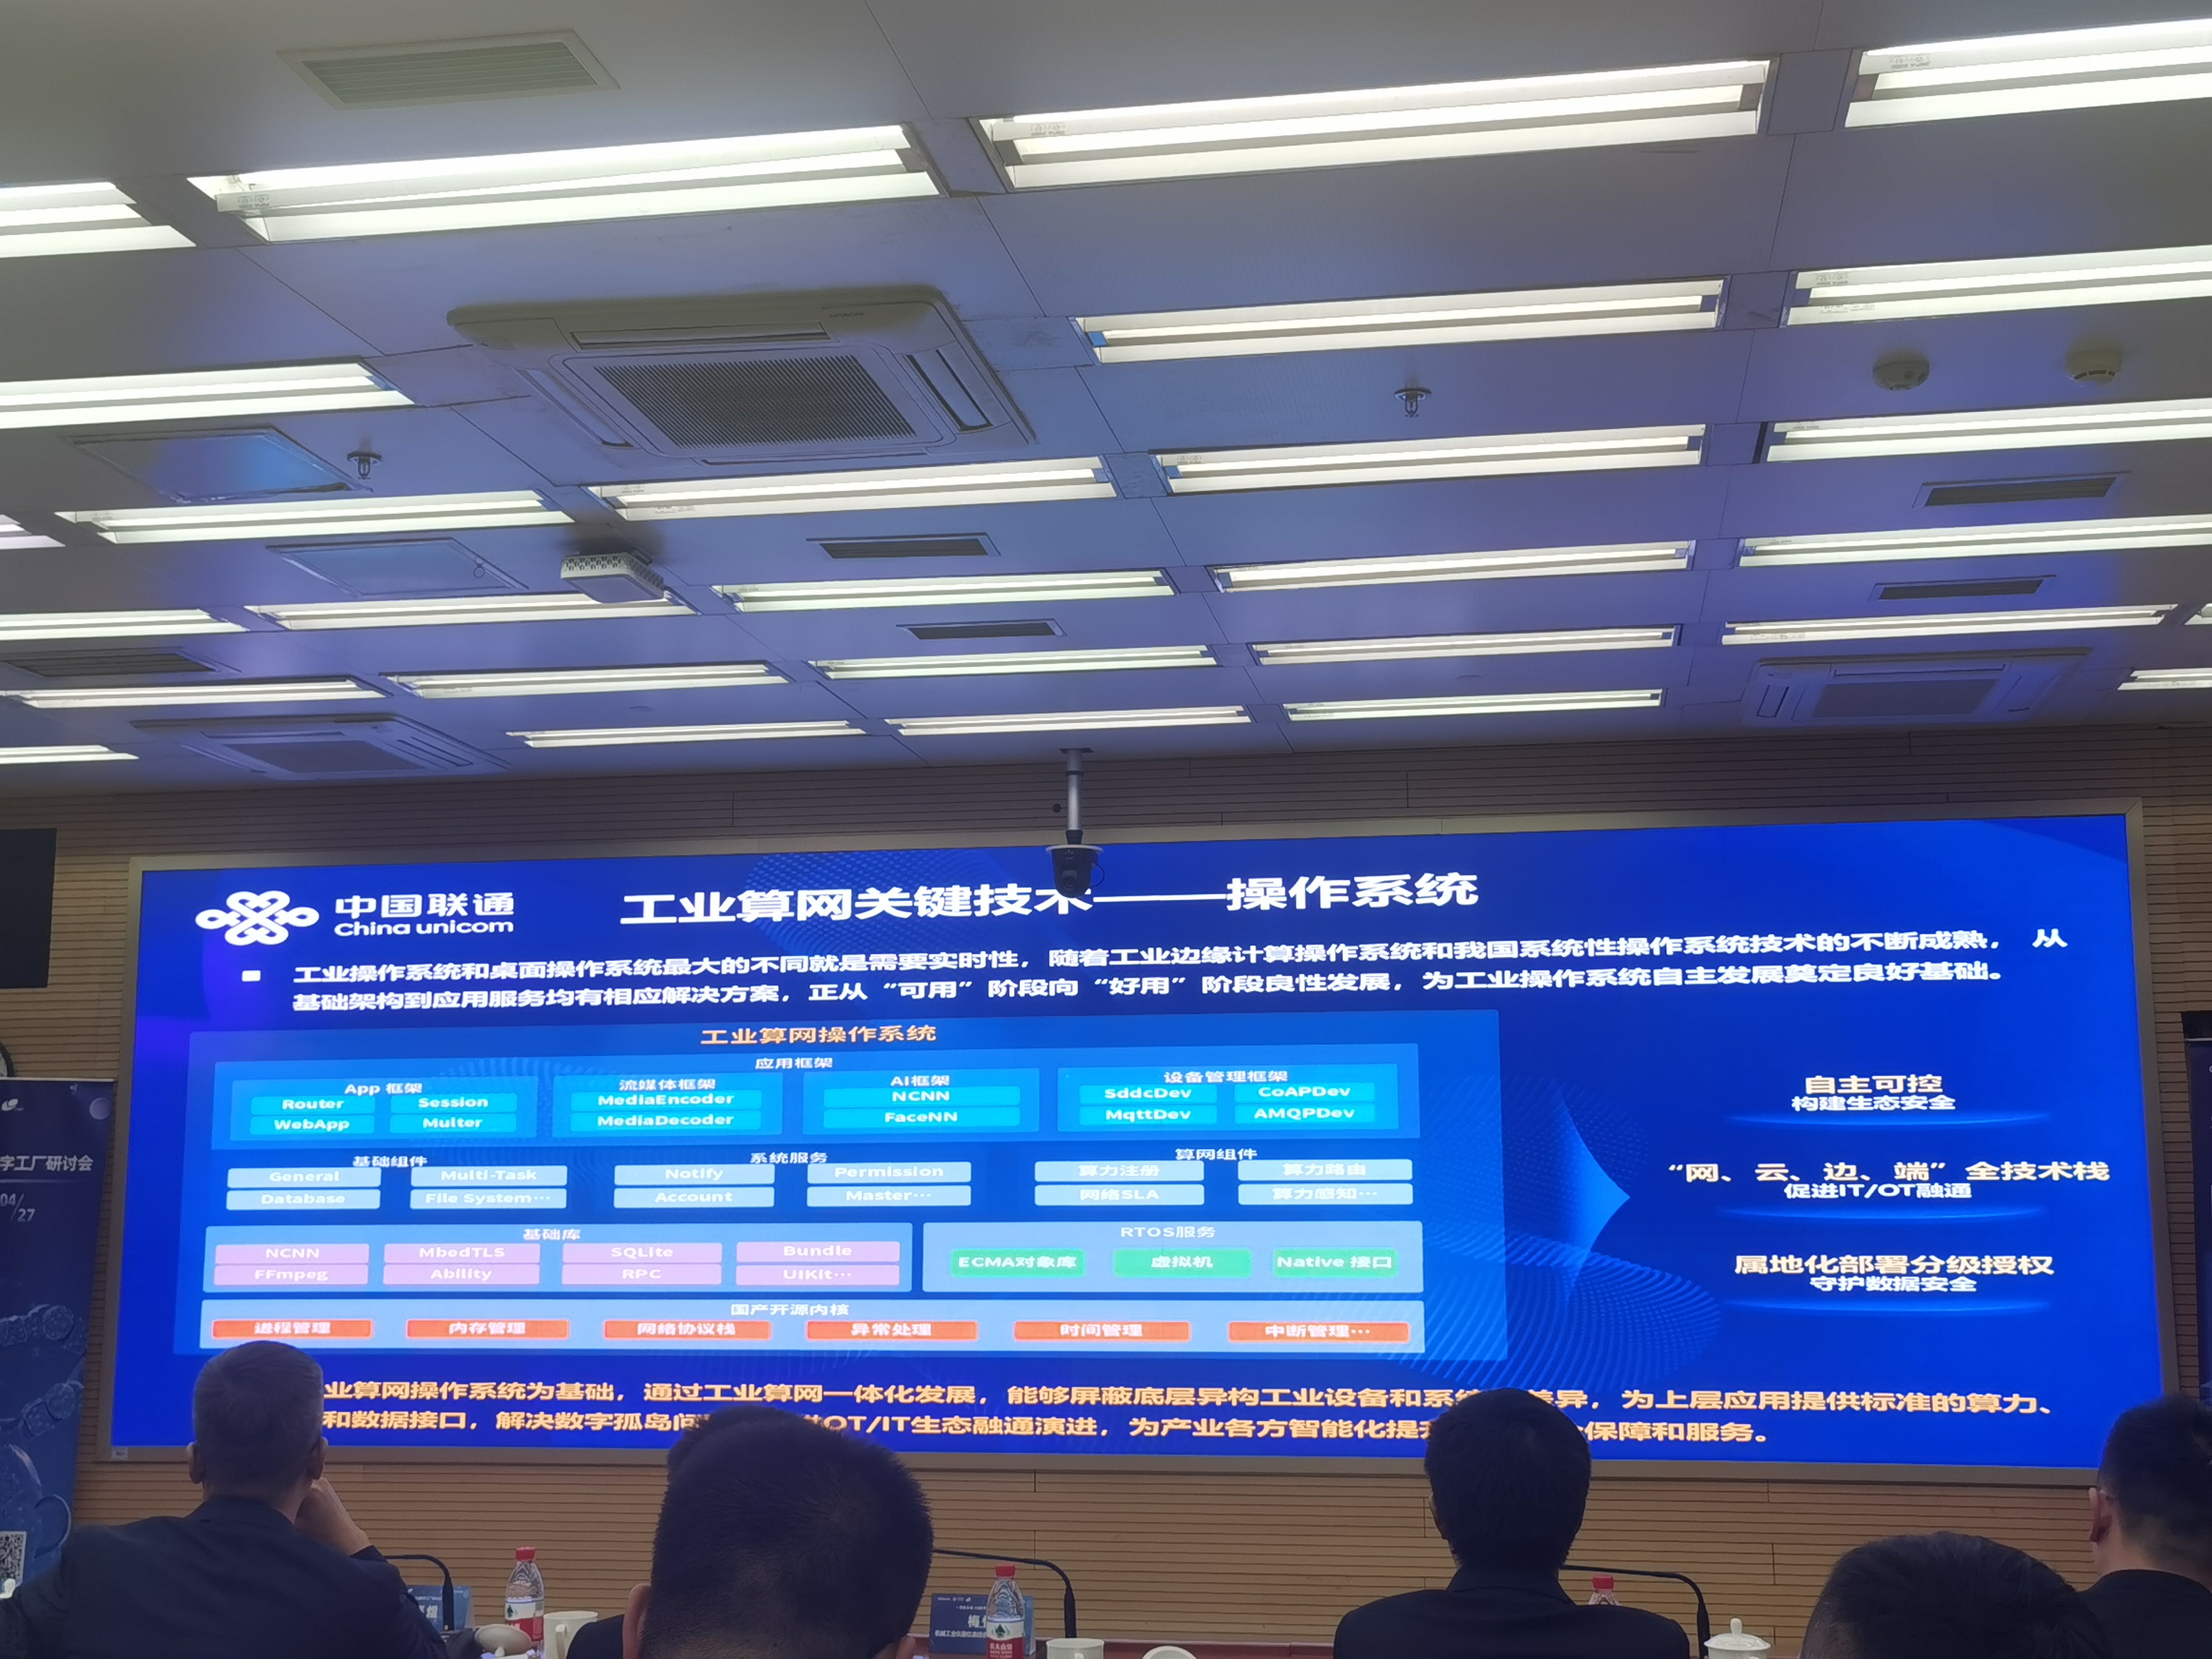 中国联通
China unicom
工业算网关键技术——操作系统
工业操作系统和桌面操作系统最大的不同就是需要实时性，随着工业边缘计算操作系统和我国系统性操作系统技术的不断成熟，从
基础架构到应用服务均有相应解决方案，正从“可用”阶段向“好用”阶段良性发展，为工业操作系统自主发展奠定良好基础。
工业算网操作系统
应用框架
App 框架
Router Session
WebApp Multer
流媒体框架
MediaEncoder
MediaDecoder
AI框架
NCNN
FaceNN
设备管理框架
SddcDev CoAPDev
MqttDev AMQPDev
基础组件
General Multi-Task
Database File System…
系统服务
Notify Permission
Account Master…
算网组件
算力注册 算力路由
网络SLA 算力感知…
基础库
NCNN MbedTLS SQLite Bundle
FFmpeg Ability RPC UIKit…
RTOS服务
ECMA对象库 虚拟机 Native 接口
国产开源内核
进程管理 内存管理 网络协议栈 异常处理 时间管理 中断管理…
自主可控
构建生态安全
“网、云、边、端”全技术栈
促进IT/OT融通
属地化部署分级授权
守护数据安全
业算网操作系统为基础，通过工业算网一体化发展，能够屏蔽底层异构工业设备和系统 差异，为上层应用提供标准的算力、
和数据接口，解决数字孤岛 OT/IT生态融通演进，为产业各方智能化提 保障和服务。
字工厂研讨会
04/27